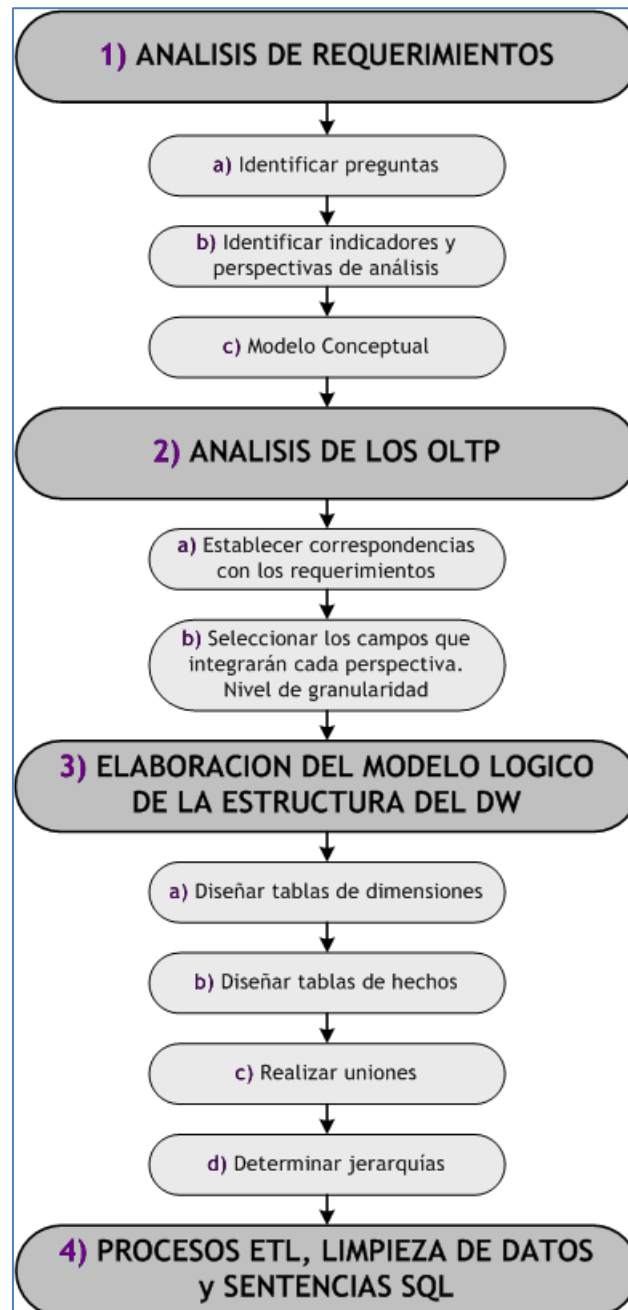 1) ANALISIS DE REQUERIMIENTOS
a) Identificar preguntas
b) Identificar indicadores y
perspectivas de análisis
c) Modelo Conceptual
2) ANALISIS DE LOS OLTP
a) Establecer correspondencias
con los requerimientos
b) Seleccionar los campos que
integrarán cada perspectiva.
Nivel de granularidad
3) ELABORACION DEL MODELO LOGICO
DE LA ESTRUCTURA DEL DW
a) Diseñar tablas de dimensiones
b) Diseñar tablas de hechos
c) Realizar uniones
d) Determinar jerarquías
4) PROCESOS ETL, LIMPIEZA DE DATOS
y SENTENCIAS SQL